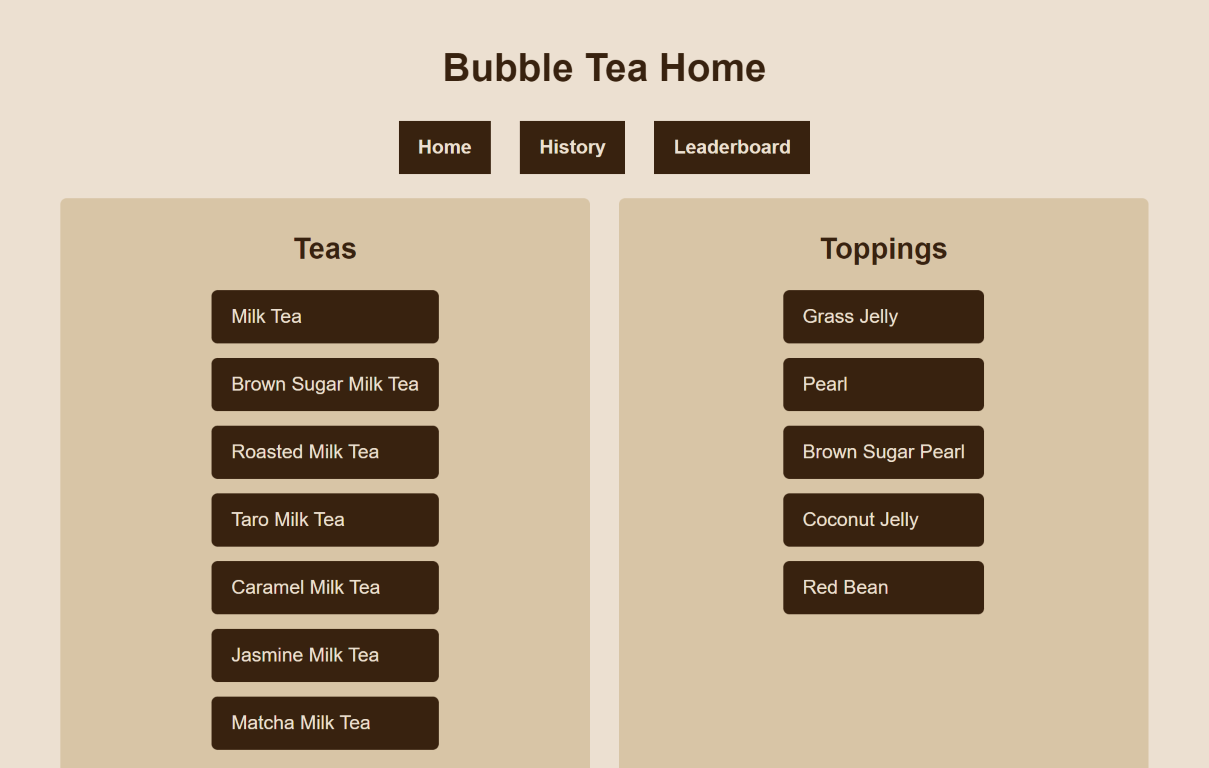 Bubble Tea Home
Home History Leaderboard
Teas
Milk Tea
Brown Sugar Milk Tea
Roasted Milk Tea
Taro Milk Tea
Caramel Milk Tea
Jasmine Milk Tea
Matcha Milk Tea
Toppings
Grass Jelly
Pearl
Brown Sugar Pearl
Coconut Jelly
Red Bean